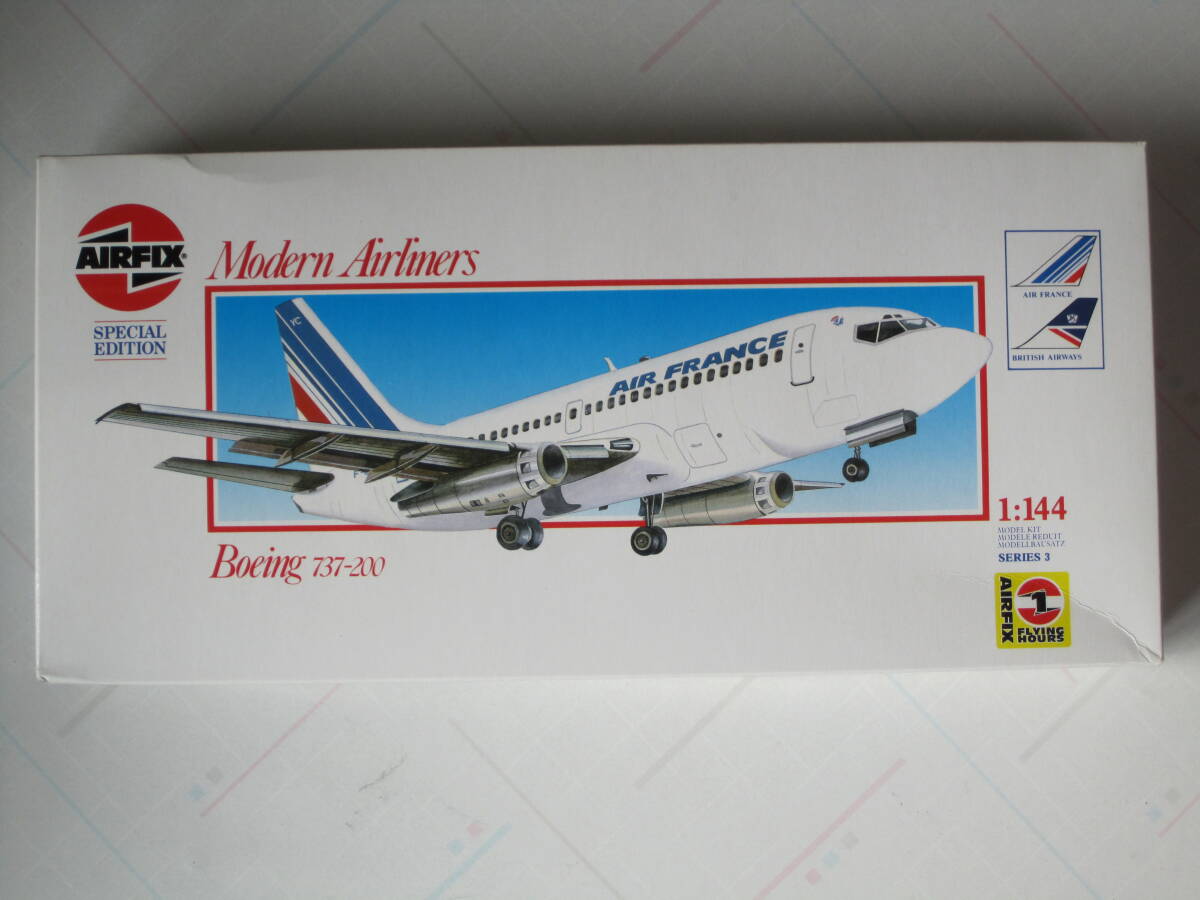 AIRFIX®
SPECIAL
EDITION
Modern Airliners
YC
AIR FRANCE
F
AIR FRANCE
BRITISH AIRWAYS
1:144
MODEL KIT
MODELE REDUIT
MODELLBAUSATZ
SERIES 3
Boeing 737-200
AIRFIX
1
FLYING
HOURS